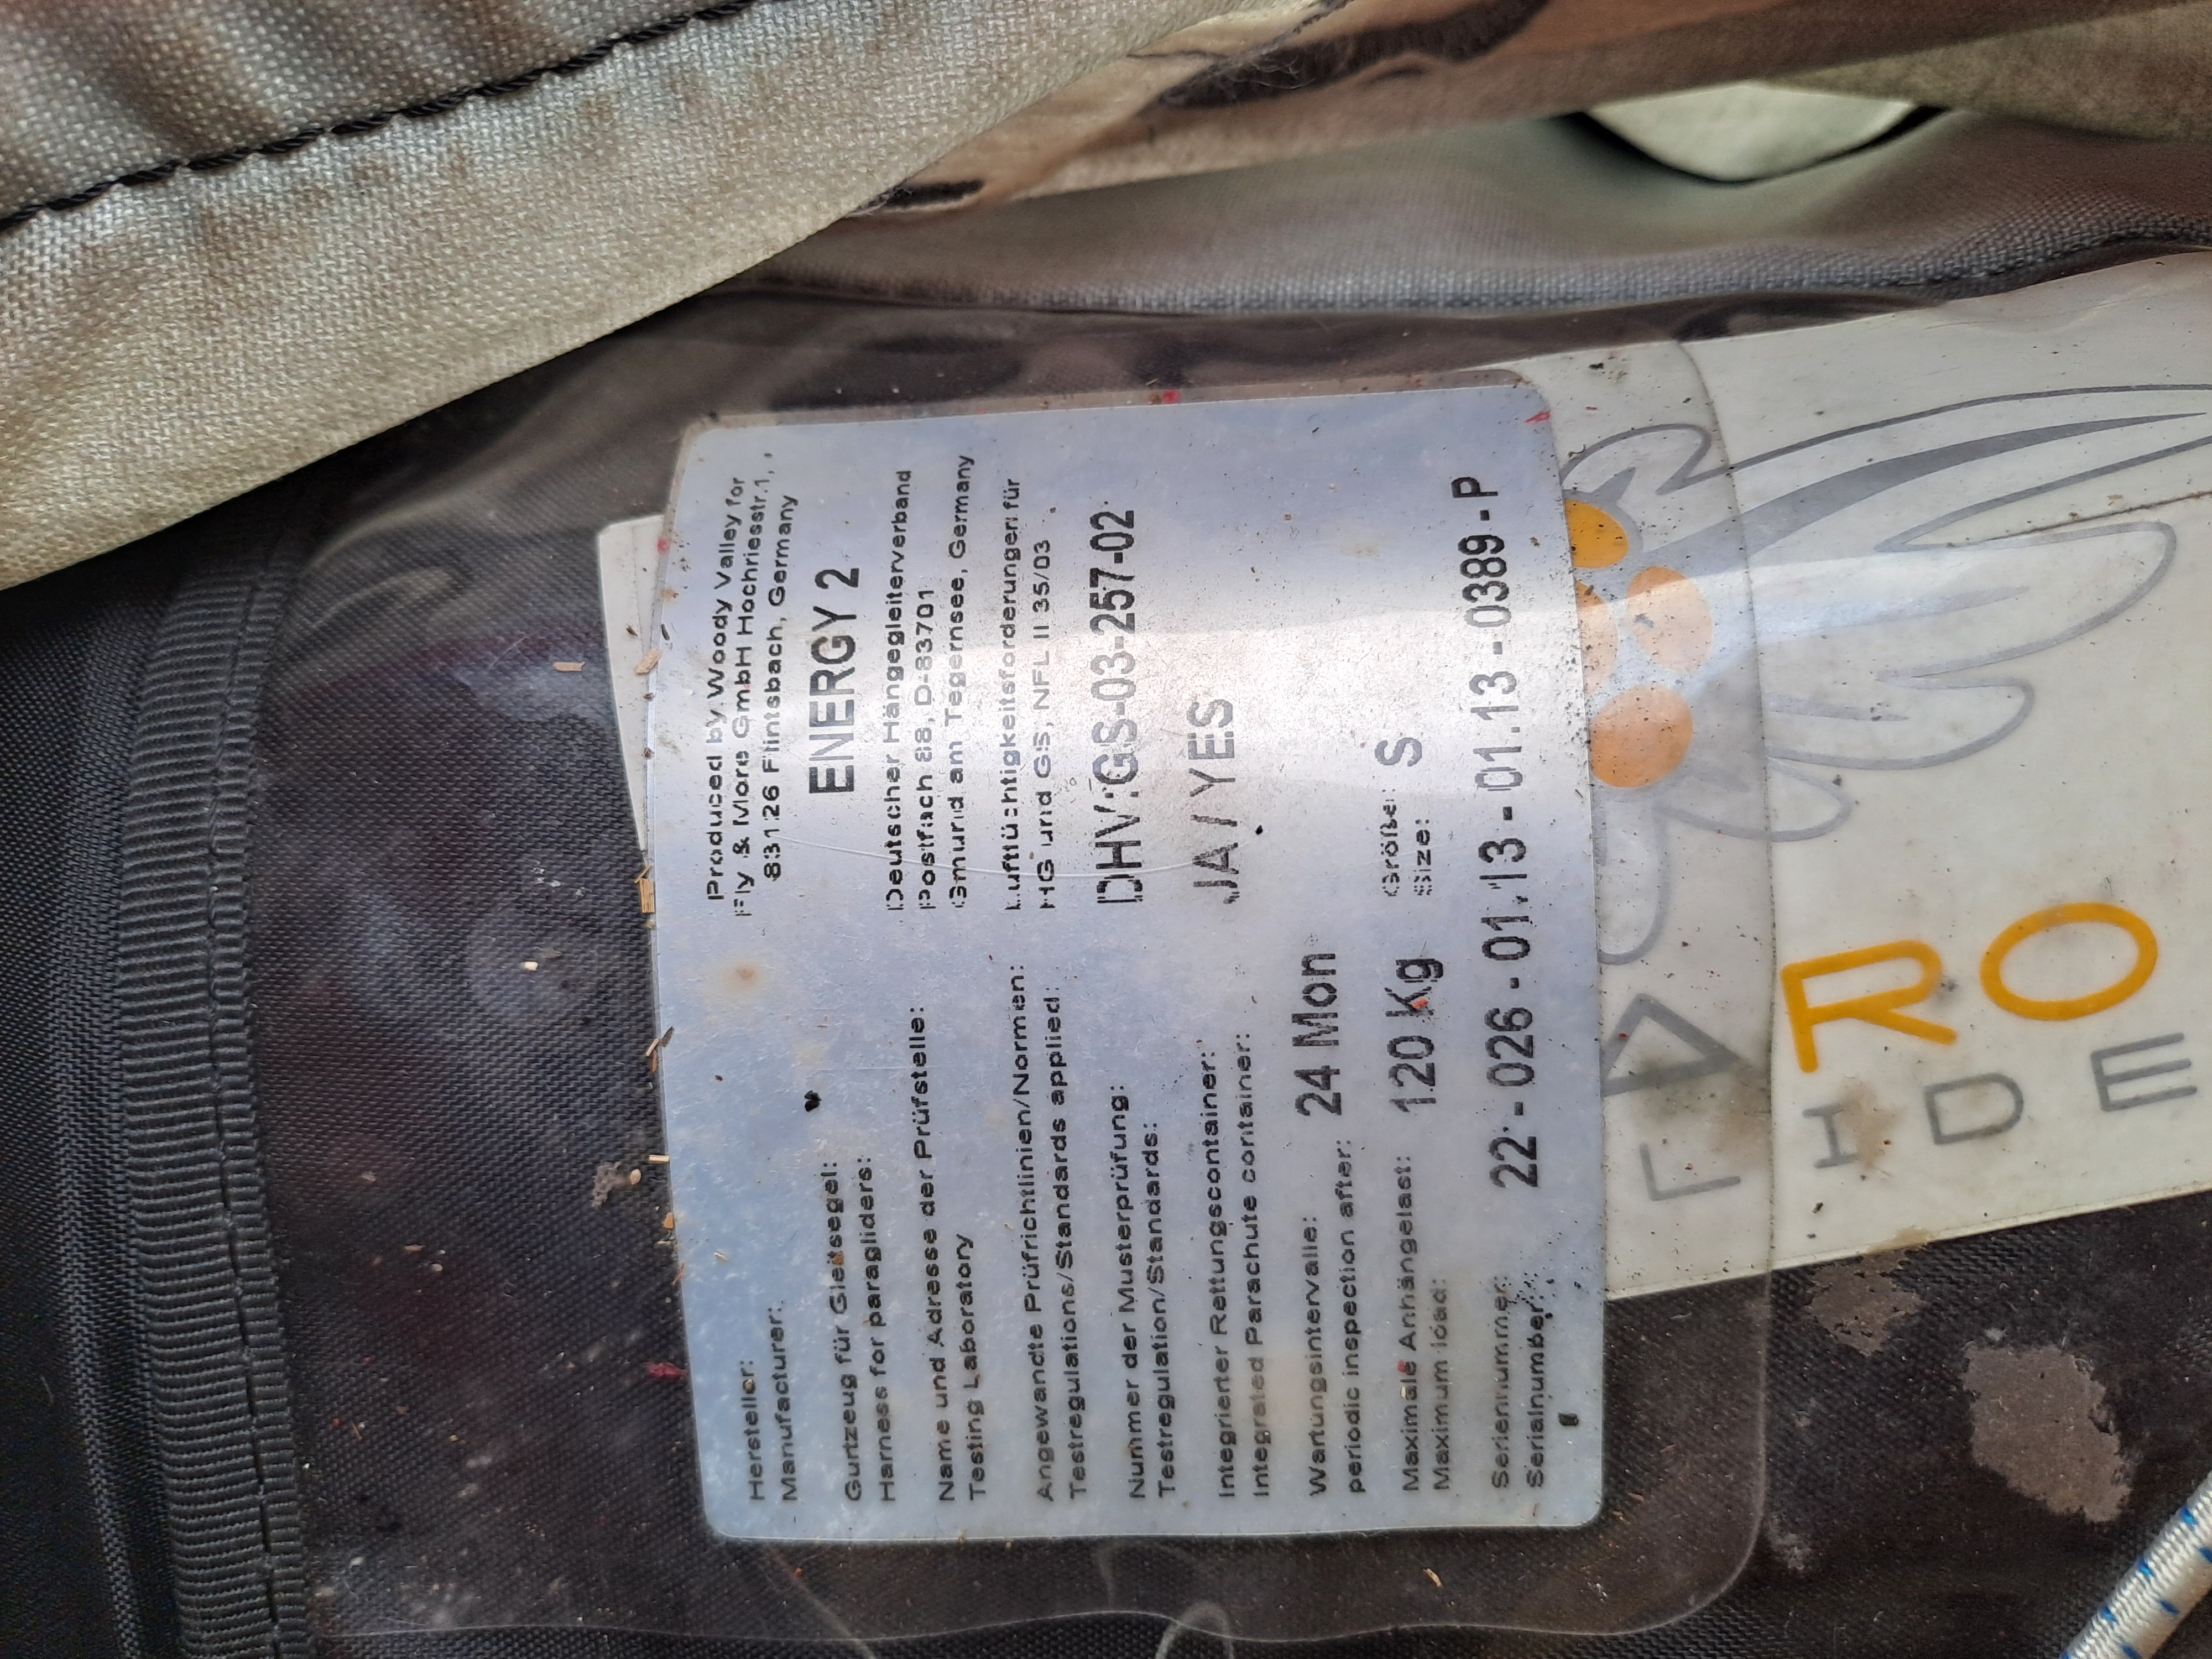 Hersteller: Produced by Woody Valley for
Manufacturer: Fly & More GmbH Hochriesstr.1, ,
83126 Flintsbach, Germany
Gurtzeug für Gleitsegel: ENERGY 2
Harness for paragliders:
Name und Adresse der Prüfstelle: Deutscher Hängegleiterverband
Testing Laboratory Postfach 88, D-83701
Gmund am Tegernsee, Germany
Angewandte Prüfrichtlinien/Normen: Lufttüchtigkeitsforderungen für
Testregulations/Standards applied: HG und GS, NFL II 35/03
Nummer der Musterprüfung: DHV GS-03-257-02
Testregulation/Standards:
Integrierter Rettungscontainer: JA / YES
Integrated Parachute container:
Wartungsintervalle: 24 Mon
periodic inspection after:
Maximale Anhängelast: 120 Kg Größe: S
Maximum load: Size:
Seriennummer: 22 - 026 - 01.13 - 01.13 - 0389 - P
Serialnumber:
RO